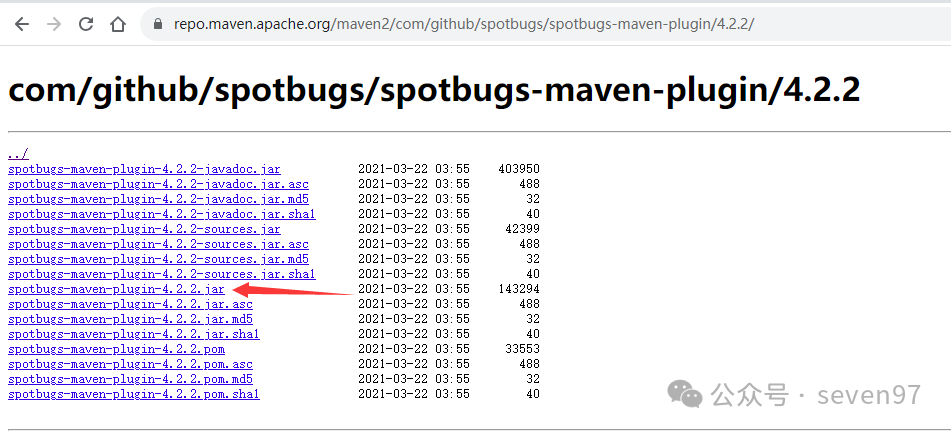 repo.maven.apache.org/maven2/com/github/spotbugs/spotbugs-maven-plugin/4.2.2/
com/github/spotbugs/spotbugs-maven-plugin/4.2.2
../
spotbugs-maven-plugin-4.2.2-javadoc.jar 2021-03-22 03:55 403950
spotbugs-maven-plugin-4.2.2-javadoc.jar.asc 2021-03-22 03:55 488
spotbugs-maven-plugin-4.2.2-javadoc.jar.md5 2021-03-22 03:55 32
spotbugs-maven-plugin-4.2.2-javadoc.jar.sha1 2021-03-22 03:55 40
spotbugs-maven-plugin-4.2.2-sources.jar 2021-03-22 03:55 42399
spotbugs-maven-plugin-4.2.2-sources.jar.asc 2021-03-22 03:55 488
spotbugs-maven-plugin-4.2.2-sources.jar.md5 2021-03-22 03:55 32
spotbugs-maven-plugin-4.2.2-sources.jar.sha1 2021-03-22 03:55 40
spotbugs-maven-plugin-4.2.2.jar 2021-03-22 03:55 143294
spotbugs-maven-plugin-4.2.2.jar.asc 2021-03-22 03:55 488
spotbugs-maven-plugin-4.2.2.jar.md5 2021-03-22 03:55 32
spotbugs-maven-plugin-4.2.2.jar.sha1 2021-03-22 03:55 40
spotbugs-maven-plugin-4.2.2.pom 2021-03-22 03:55 33553
spotbugs-maven-plugin-4.2.2.pom.asc 2021-03-22 03:55 488
spotbugs-maven-plugin-4.2.2.pom.md5 2021-03-22 03:55 32
spotbugs-maven-plugin-4.2.2.pom.sha1 2021-03-22 03:55 40
公众号 · seven97